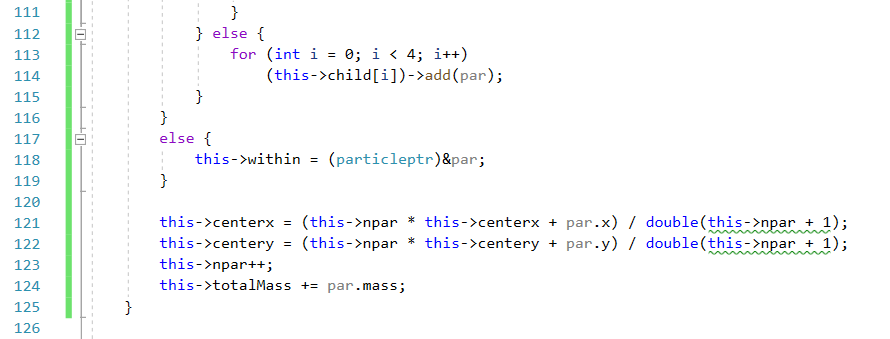 111                 }
112             } else {
113                 for (int i = 0; i < 4; i++)
114                     (this->child[i])->add(par);
115             }
116         }
117         else {
118             this->within = (particleptr)&par;
119         }
120
121         this->centerx = (this->npar * this->centerx + par.x) / double(this->npar + 1);
122         this->centery = (this->npar * this->centery + par.y) / double(this->npar + 1);
123         this->npar++;
124         this->totalMass += par.mass;
125     }
126